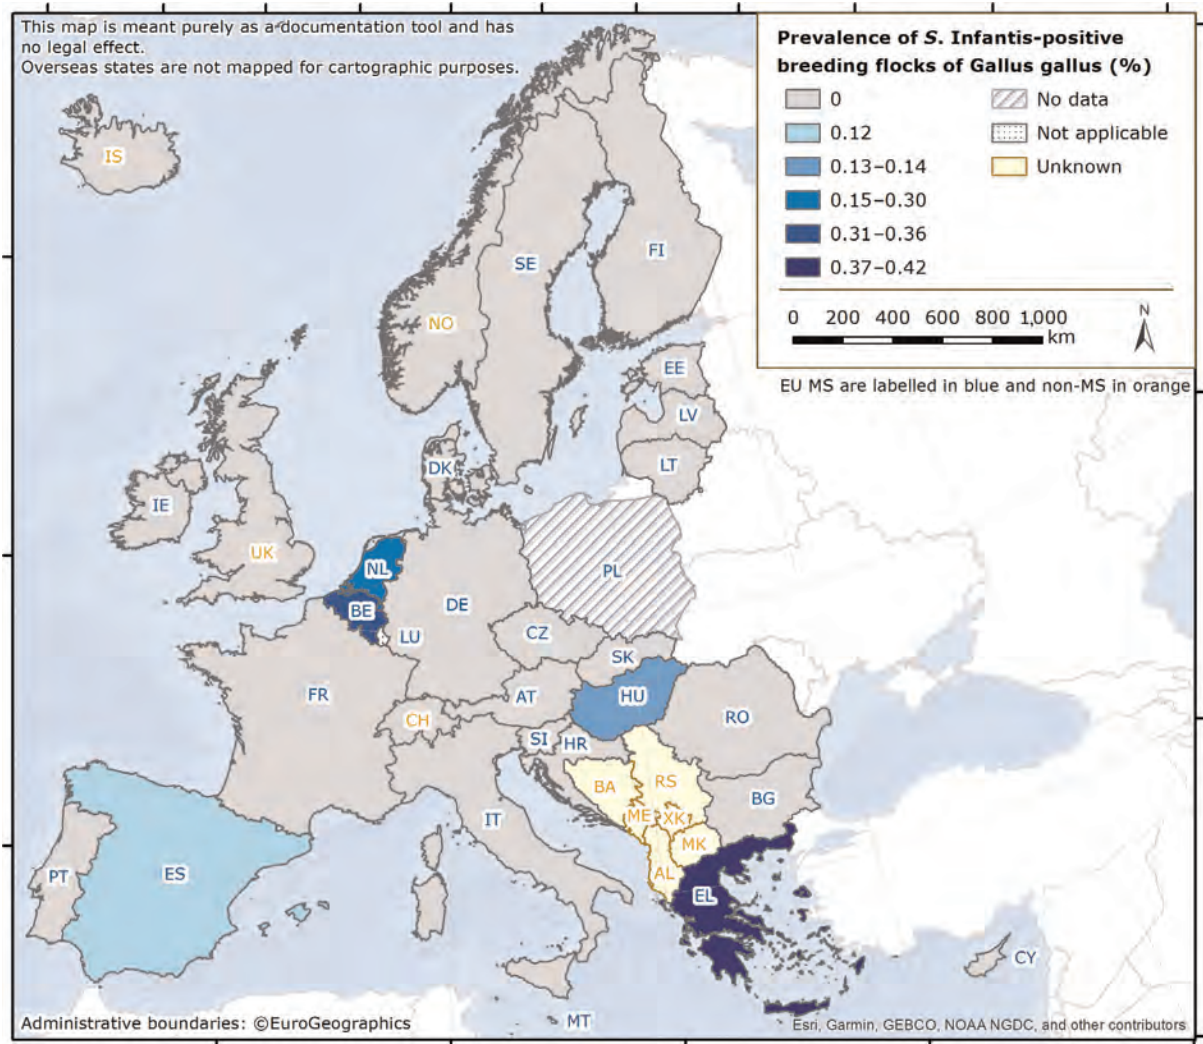 This map is meant purely as a documentation tool and has
no legal effect.
Overseas states are not mapped for cartographic purposes.
Prevalence of S. Infantis-positive
breeding flocks of Gallus gallus (%)
0
0.12
0.13–0.14
0.15–0.30
0.31–0.36
0.37–0.42
No data
Not applicable
Unknown
0 200 400 600 800 1,000
km
N
EU MS are labelled in blue and non-MS in orange
IS
SE
FI
NO
EE
LV
LT
DK
IE
UK
NL
PL
BE
DE
LU
CZ
SK
FR
AT
HU
CH
RO
SI
HR
BA
RS
BG
ME
XK
IT
MK
AL
PT
ES
EL
CY
MT
Administrative boundaries: ©EuroGeographics
Esri, Garmin, GEBCO, NOAA NGDC, and other contributors